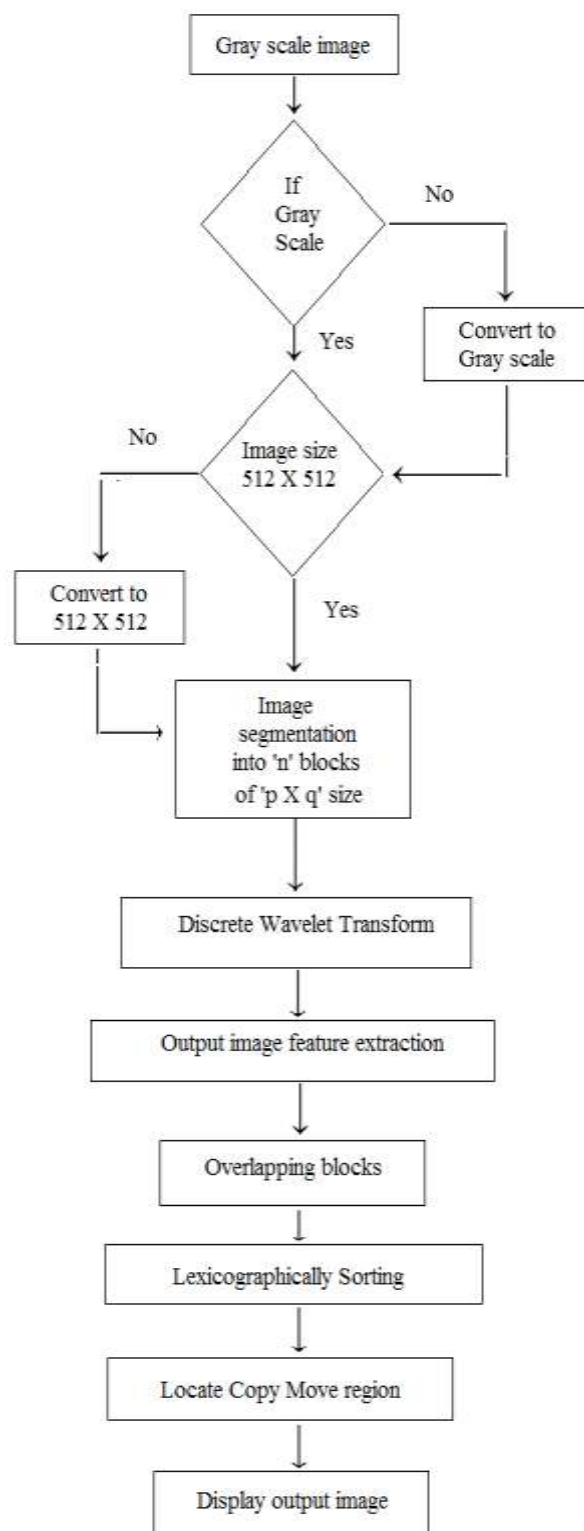 Gray scale image
If
Gray
Scale
No
Convert to
Gray scale
Yes
Image size
512 X 512
No
Convert to
512 X 512
Yes
Image
segmentation
into 'n' blocks
of 'p X q' size
Discrete Wavelet Transform
Output image feature extraction
Overlapping blocks
Lexicographically Sorting
Locate Copy Move region
Display output image